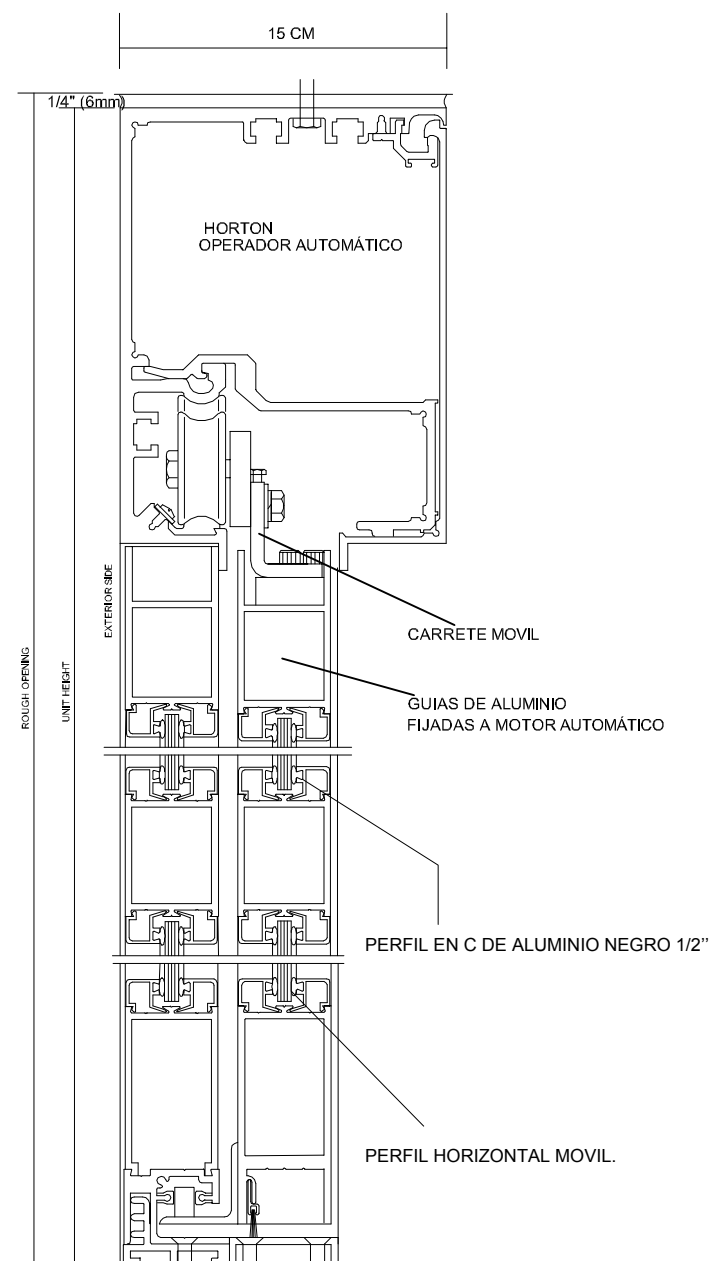 15 CM
1/4" (6mm)
HORTON
OPERADOR AUTOMÁTICO
EXTERIOR SIDE
CARRETE MOVIL
ROUGH OPENING
UNIT HEIGHT
GUIAS DE ALUMINIO
FIJADAS A MOTOR AUTOMÁTICO
PERFIL EN C DE ALUMINIO NEGRO 1/2’’
PERFIL HORIZONTAL MOVIL.